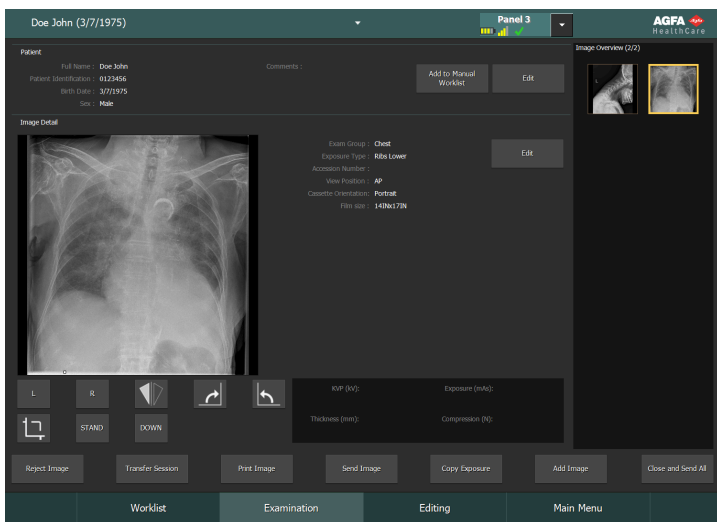 Doe John (3/7/1975)
Panel 3
AGFA
HealthCare
Patient
Full Name : Doe John
Patient Identification : 0123456
Birth Date : 3/7/1975
Sex : Male
Comments :
Add to Manual
Worklist
Edit
Image Overview (2/2)
Image Detail
Exam Group : Chest
Exposure Type : Ribs Lower
Accession Number :
View Position : AP
Cassette Orientation: Portrait
Film size : 14INx17IN
Edit
L
R
STAND
DOWN
KVP (kV):
Exposure (mAs):
Thickness (mm):
Compression (N):
Reject Image
Transfer Session
Print Image
Send Image
Copy Exposure
Add Image
Close and Send All
Worklist
Examination
Editing
Main Menu